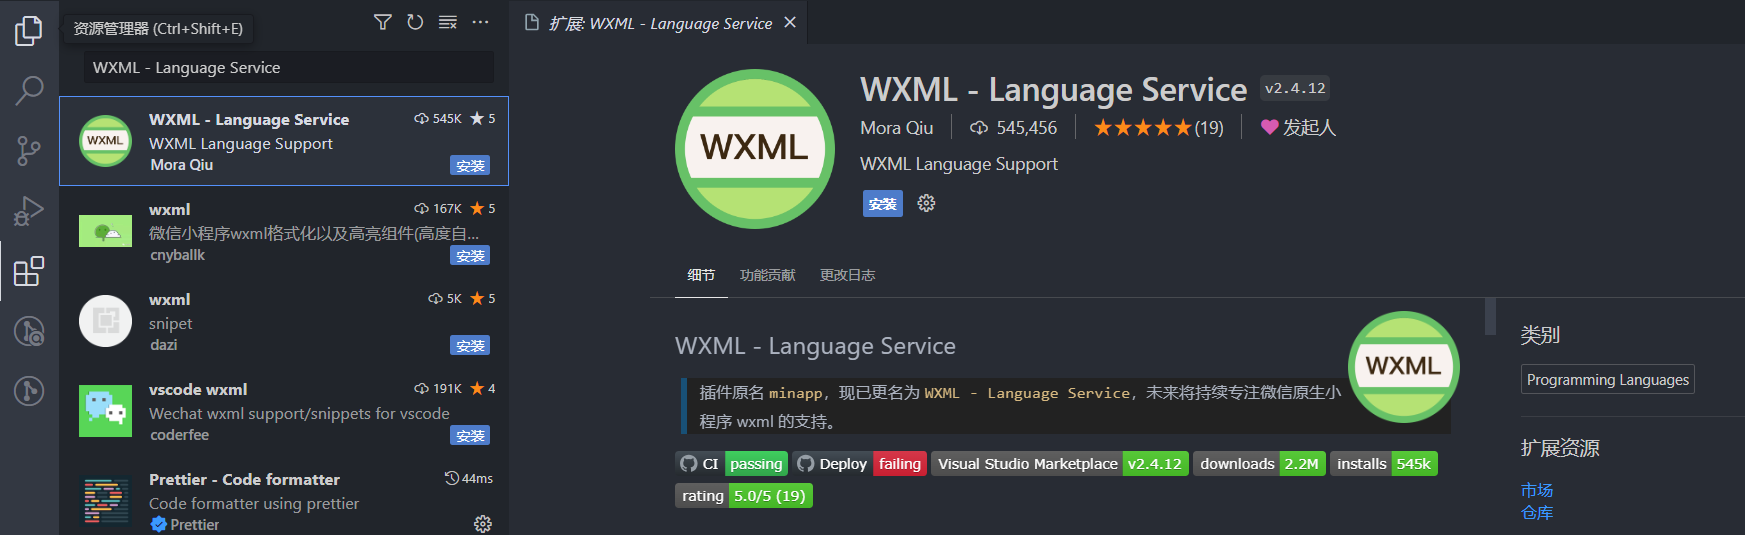 资源管理器 (Ctrl+Shift+E)
WXML - Language Service
WXML
WXML - Language Service
545K
5
WXML Language Support
Mora Qiu
安装
wxml
167K
5
微信小程序wxml格式化以及高亮组件(高度自...
cnyballk
安装
wxml
5K
5
snipet
dazi
安装
vscode wxml
191K
4
Wechat wxml support/snippets for vscode
coderfee
安装
Prettier - Code formatter
44ms
Code formatter using prettier
Prettier
扩展: WXML - Language Service
WXML
WXML - Language Service
v2.4.12
Mora Qiu
545,456
(19)
发起人
WXML Language Support
安装
细节
功能贡献
更改日志
WXML - Language Service
WXML
插件原名 minapp，现已更名为 WXML - Language Service，未来将持续专注微信原生小
程序 wxml 的支持。
CI passing
Deploy failing
Visual Studio Marketplace v2.4.12
downloads 2.2M
installs 545k
rating 5.0/5 (19)
类别
Programming Languages
扩展资源
市场
仓库